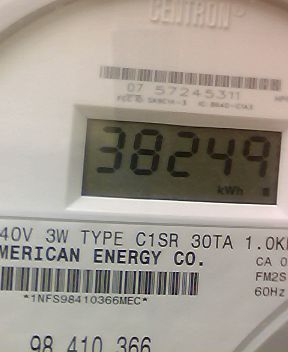 CENTRON®
07 57245311
38249
kWh
40V 3W TYPE C1SR 30TA 1.0K
MERICAN ENERGY CO.
CA 0
FM2S
60Hz
*1NFS98410366MEC*
98 410 366